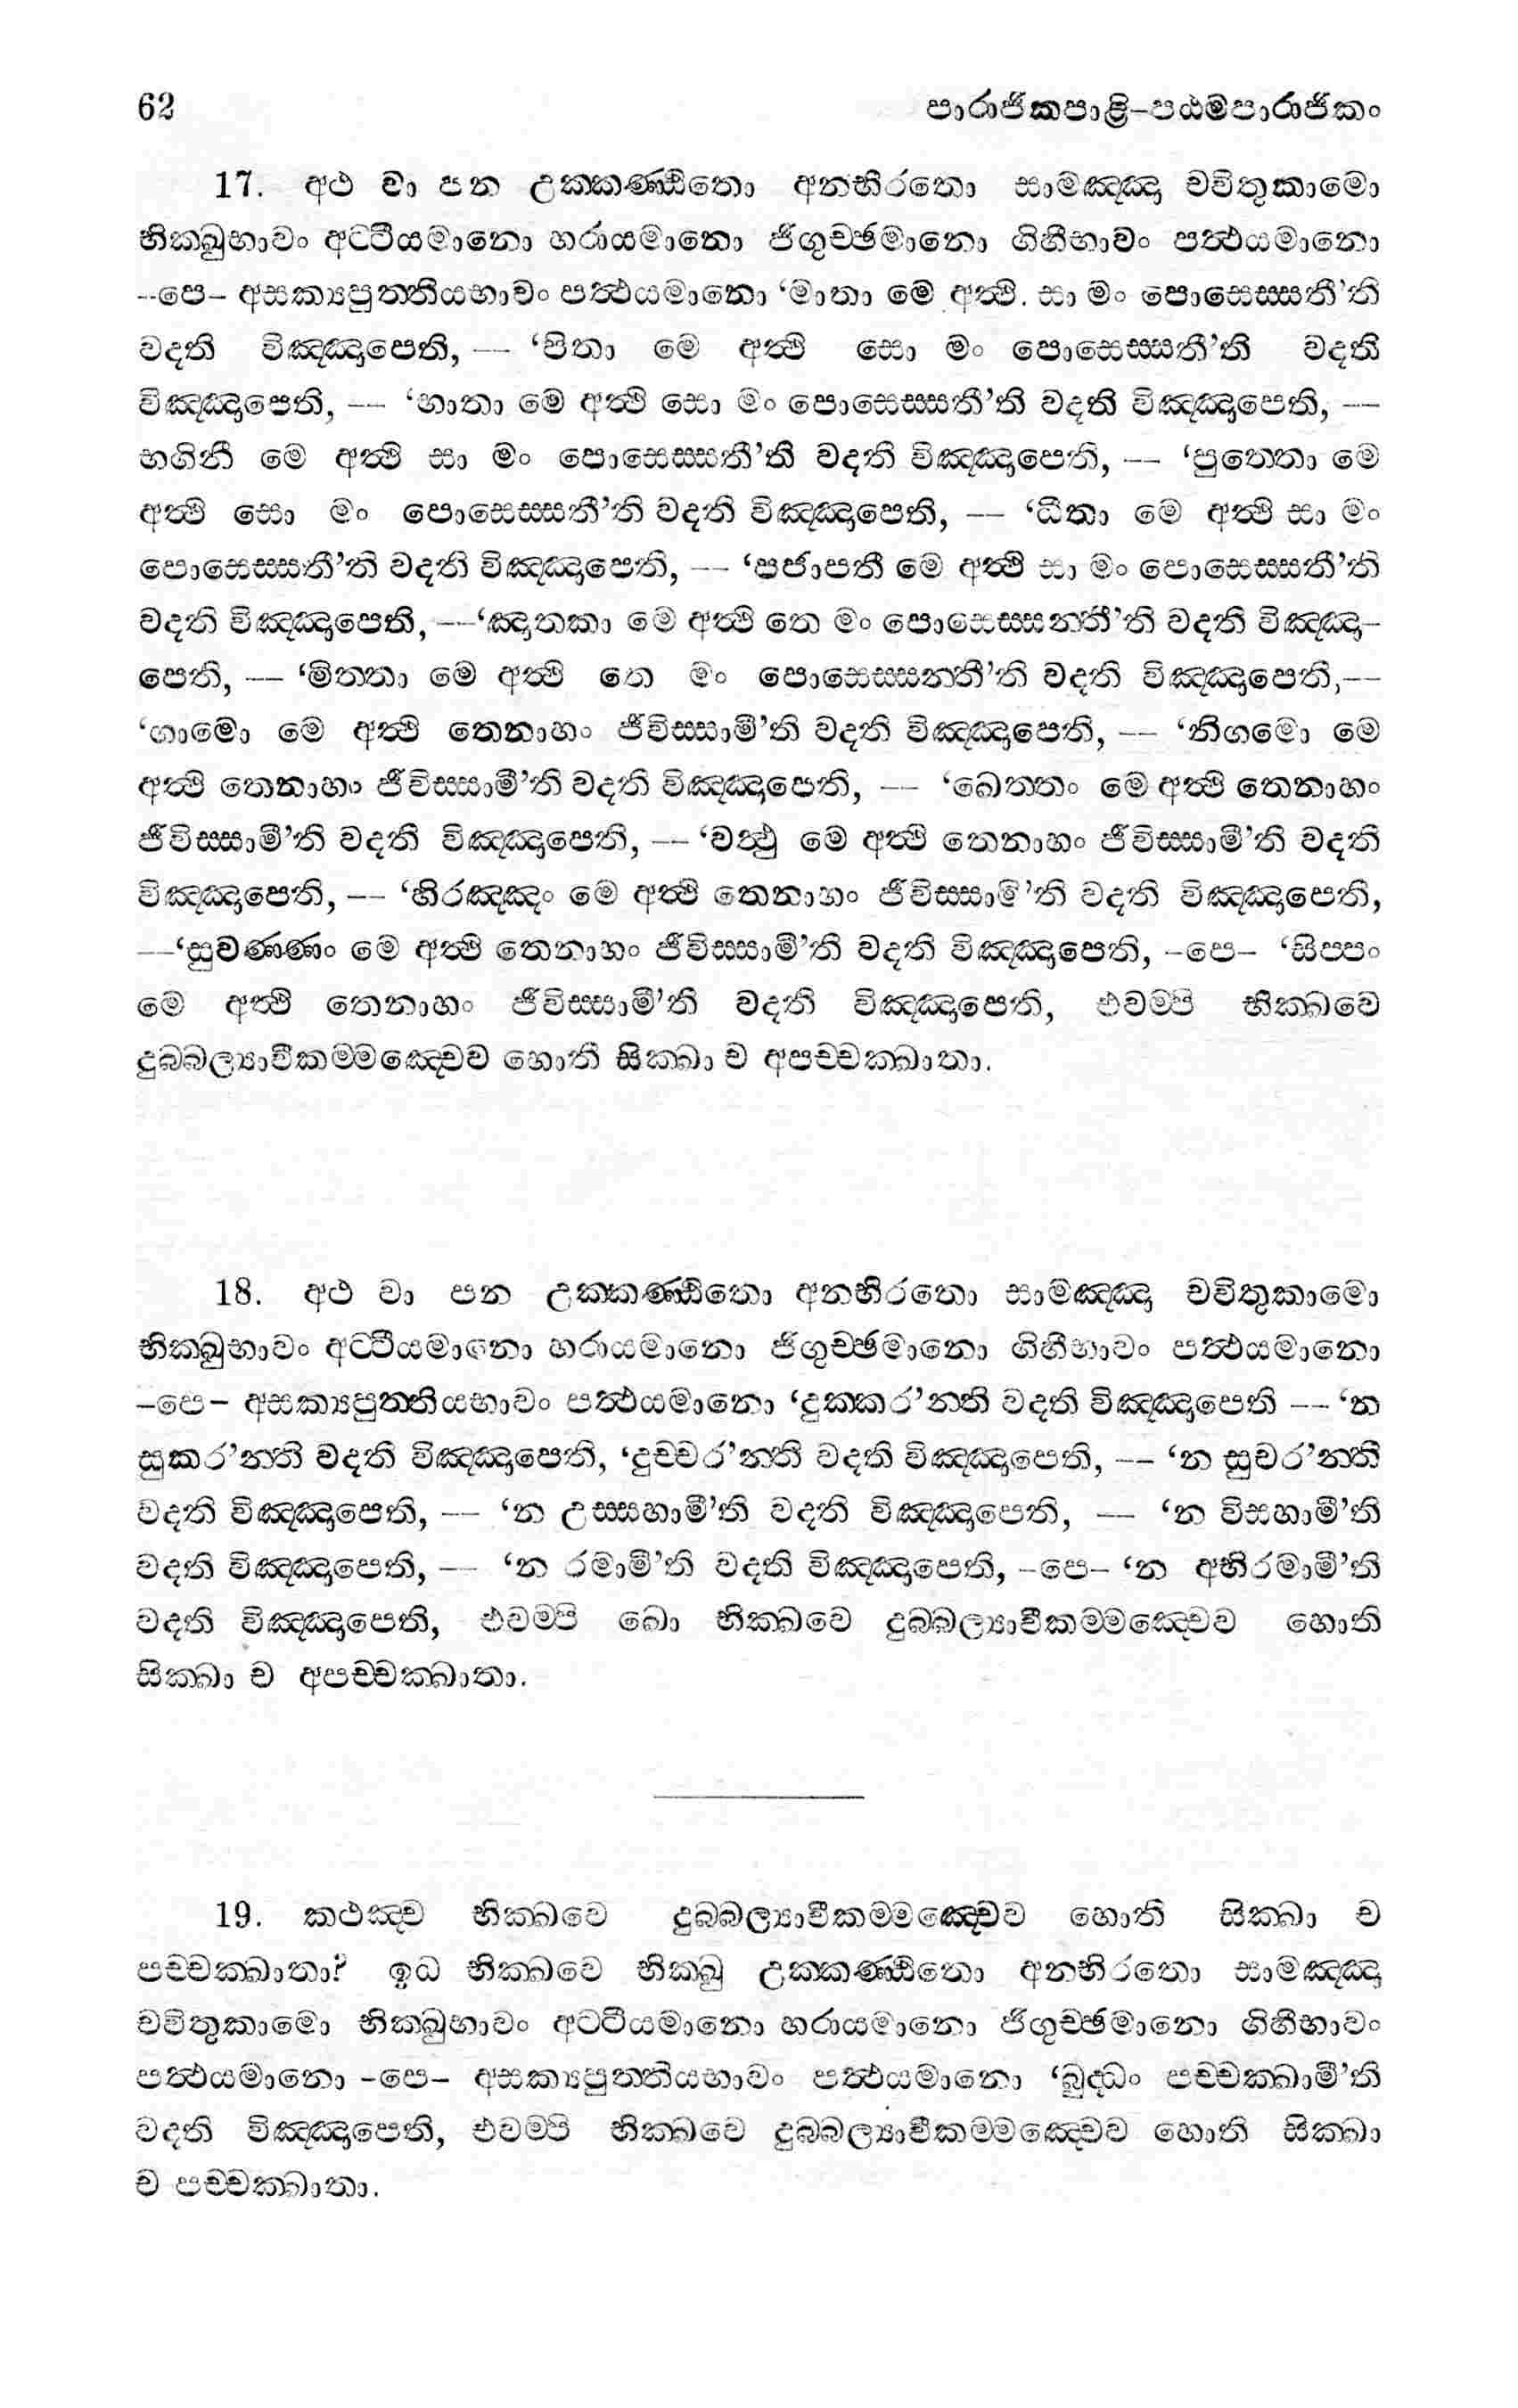 62 පාරාජිකපාළි-පඨමපාරාජිකං
17. අථ වා පන උක්කණ්ඨිතො අනභිරතො සාමඤ්ඤා චවිතුකාමො
භික්ඛුභාවං අට්ටීයමානො හරායමානො ජිගුච්ඡමානො ගිහීභාවං පත්ථයමානො
--පෙ- අසක්‍යපුත්තියභාවං පත්ථයමානො ‘මාතා මෙ අත්ථි. සා මං පොසෙස්සතී’ති
වදති විඤ්ඤාපෙති, -- ‘පිතා මෙ අත්ථි සො මං පොසෙස්සතී’ති වදති
විඤ්ඤාපෙති, -- ‘භාතා මෙ අත්ථි සො මං පොසෙස්සතී’ති වදති විඤ්ඤාපෙති, --
භගිනී මෙ අත්ථි සා මං පොසෙස්සතී’ති වදති විඤ්ඤාපෙති, -- ‘පුත්තො මෙ
අත්ථි සො මං පොසෙස්සතී’ති වදති විඤ්ඤාපෙති, -- ‘ධීතා මෙ අත්ථි සා මං
පොසෙස්සතී’ති වදති විඤ්ඤාපෙති, -- ‘පජාපතී මෙ අත්ථි සා මං පොසෙස්සතී’ති
වදති විඤ්ඤාපෙති, --‘ඤාතකා මෙ අත්ථි තෙ මං පොසෙස්සන්තී’ති වදති විඤ්ඤා-
පෙති, -- ‘මිත්තා මෙ අත්ථි තෙ මං පොසෙස්සන්තී’ති වදති විඤ්ඤාපෙති,--
‘ගාමො මෙ අත්ථි තෙනාහං ජීවිස්සාමී’ති වදති විඤ්ඤාපෙති, -- ‘නිගමො මෙ
අත්ථි තෙනාහං ජීවිස්සාමී’ති වදති විඤ්ඤාපෙති, -- ‘ඛෙත්තං මෙ අත්ථි තෙනාහං
ජීවිස්සාමී’ති වදති විඤ්ඤාපෙති, -- ‘වත්ථු මෙ අත්ථි තෙනාහං ජීවිස්සාමී’ති වදති
විඤ්ඤාපෙති, -- ‘හිරඤ්ඤං මෙ අත්ථි තෙනාහං ජීවිස්සාමී’ති වදති විඤ්ඤාපෙති,
--‘සුවණ්ණං මෙ අත්ථි තෙනාහං ජීවිස්සාමී’ති වදති විඤ්ඤාපෙති, -පෙ- ‘සිප්පං
මෙ අත්ථි තෙනාහං ජීවිස්සාමී’ති වදති විඤ්ඤාපෙති, එවම්පි භික්ඛවෙ
දුබ්බල්‍යාවීකම්මඤ්චෙව හොති සික්ඛා ච අපච්චක්ඛාතා.
18. අථ වා පන උක්කණ්ඨිතො අනභිරතො සාමඤ්ඤා චවිතුකාමො
භික්ඛුභාවං අට්ටීයමානො හරායමානො ජිගුච්ඡමානො ගිහීභාවං පත්ථයමානො
-පෙ- අසක්‍යපුත්තියභාවං පත්ථයමානො ‘දුක්කර’න්ති වදති විඤ්ඤාපෙති -- ‘න
සුකර’න්ති වදති විඤ්ඤාපෙති, ‘දුච්චර’න්ති වදති විඤ්ඤාපෙති, -- ‘න සුචර’න්ති
වදති විඤ්ඤාපෙති, -- ‘න උස්සහාමී’ති වදති විඤ්ඤාපෙති, -- ‘න විසහාමී’ති
වදති විඤ්ඤාපෙති, -- ‘න රමාමී’ති වදති විඤ්ඤාපෙති, -පෙ- ‘න අභිරමාමී’ති
වදති විඤ්ඤාපෙති, එවම්පි ඛො භික්ඛවෙ දුබ්බල්‍යාවීකම්මඤ්චෙව හොති
සික්ඛා ච අපච්චක්ඛාතා.
19. කථඤ්ච භික්ඛවෙ දුබ්බල්‍යාවීකම්මඤ්චෙව හොති සික්ඛා ච
පච්චක්ඛාතා? ඉධ භික්ඛවෙ භික්ඛු උක්කණ්ඨිතො අනභිරතො සාමඤ්ඤා
චවිතුකාමො භික්ඛුභාවං අට්ටීයමානො හරායමානො ජිගුච්ඡමානො ගිහීභාවං
පත්ථයමානො -පෙ- අසක්‍යපුත්තියභාවං පත්ථයමානො ‘බුද්ධං පච්චක්ඛාමී’ති
වදති විඤ්ඤාපෙති, එවම්පි භික්ඛවෙ දුබ්බල්‍යාවීකම්මඤ්චෙව හොති සික්ඛා
ච පච්චක්ඛාතා.